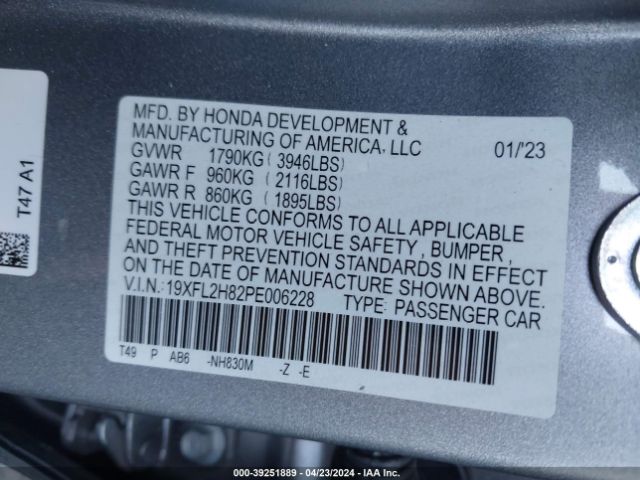 MFD. BY HONDA DEVELOPMENT &
MANUFACTURING OF AMERICA, LLC 01/'23
GVWR 1790KG (3946LBS)
GAWR F 960KG (2116LBS)
GAWR R 860KG (1895LBS)
THIS VEHICLE CONFORMS TO ALL APPLICABLE
FEDERAL MOTOR VEHICLE SAFETY , BUMPER,
AND THEFT PREVENTION STANDARDS IN EFFECT
ON THE DATE OF MANUFACTURE SHOWN ABOVE.
V.I.N.:19XFL2H82PE006228 TYPE: PASSENGER CAR
T49 P AB6 -NH830M -Z -E
T47 A1
000-39251889 - 04/23/2024 - IAA Inc.